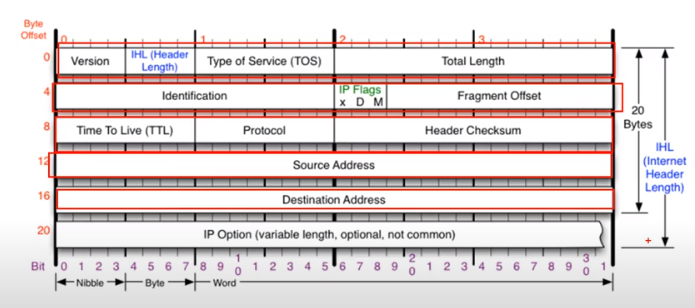 Byte
Offset
0 1 2 3
0 Version IHL (Header Length) Type of Service (TOS) Total Length
4 Identification IP Flags x D M Fragment Offset
8 Time To Live (TTL) Protocol Header Checksum
12 Source Address
16 Destination Address
20 IP Option (variable length, optional, not common)
20
Bytes
IHL
(Internet
Header
Length)
Bit 0 1 2 3 4 5 6 7 8 9 1 0 1 2 3 4 5 6 7 8 9 2 0 1 2 3 4 5 6 7 8 9 3 0 1
Nibble Byte Word